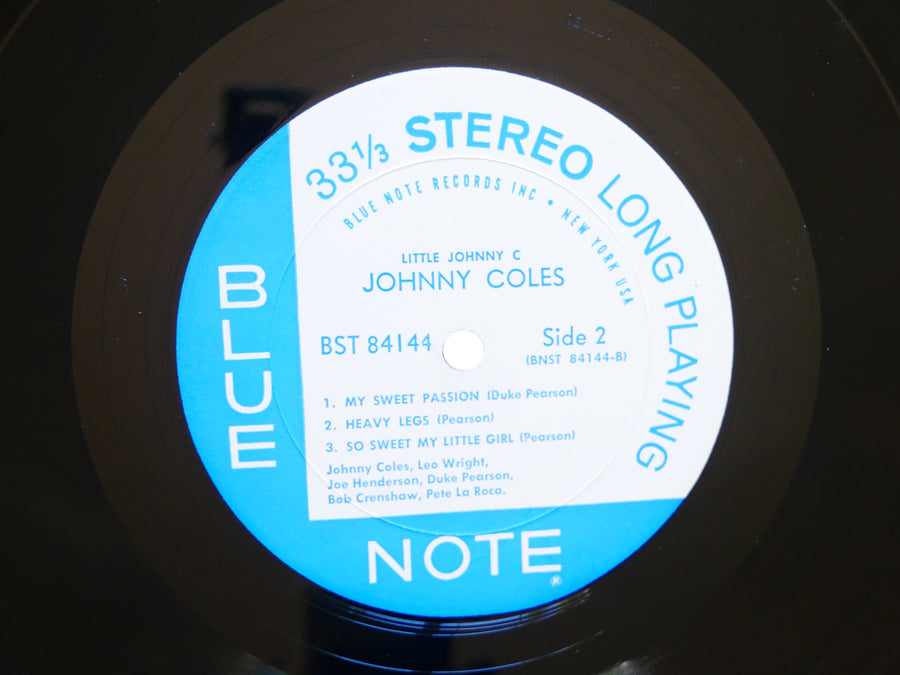 33⅓ STEREO LONG PLAYING
BLUE NOTE RECORDS INC • NEW YORK USA
LITTLE JOHNNY C
JOHNNY COLES
BST 84144
Side 2
(BNST 84144-B)
1. MY SWEET PASSION (Duke Pearson)
2. HEAVY LEGS (Pearson)
3. SO SWEET MY LITTLE GIRL (Pearson)
Johnny Coles, Leo Wright,
Joe Henderson, Duke Pearson,
Bob Crenshaw, Pete La Roca.
BLUE
NOTE®